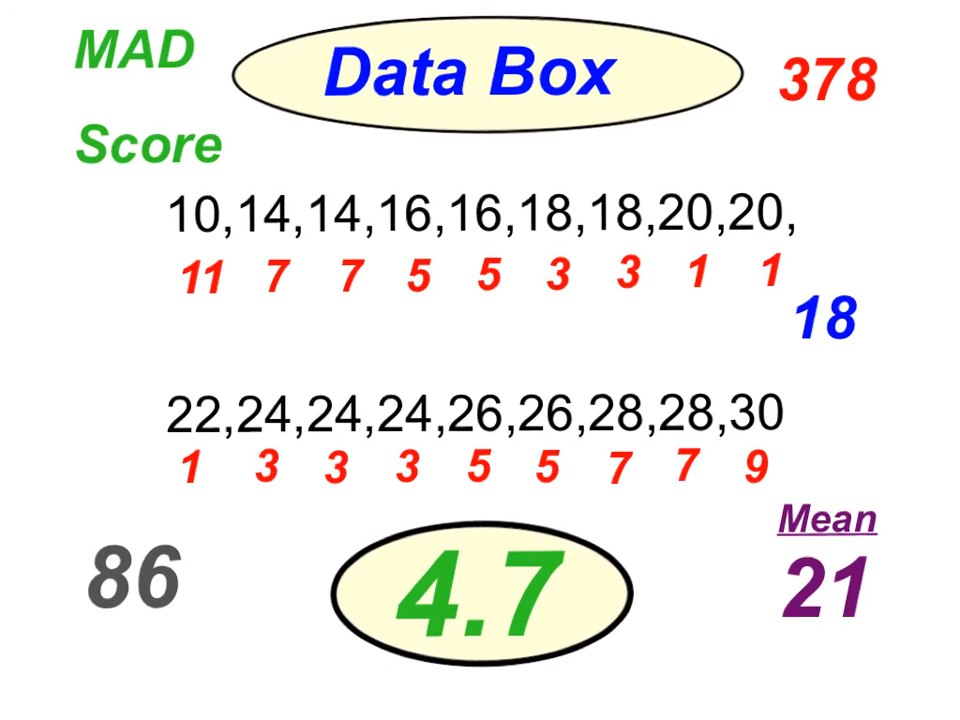 MAD
Data Box
378
Score
10,14,14,16,16,18,18,20,20,
11 7 7 5 5 3 3 1 1
18
22,24,24,24,26,26,28,28,30
1 3 3 3 5 5 7 7 9
Mean
86
4.7
21